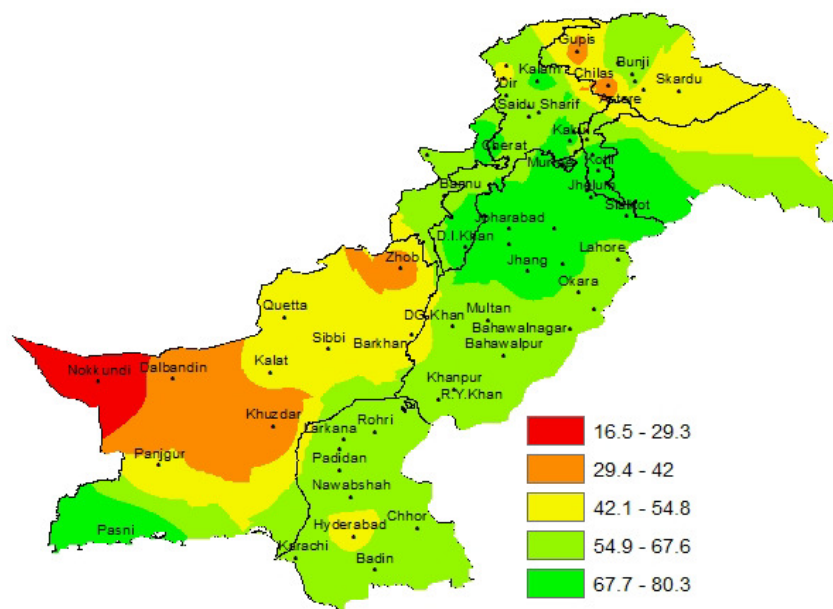 Gupis
Bunji
Kalam
Chilas
Skardu
Dir
Astore
Saidu Sharif
Kakul
Cherat
Kotli
Murree
Bannu
Jhelum
Sialkot
Joharabad
D.I.Khan
Lahore
Zhob
Jhang
Okara
Quetta
DG.Khan
Multan
Bahawalnagar
Sibbi
Barkhan
Bahawalpur
Nokkundi
Dalbandin
Kalat
Khanpur
R.Y.Khan
Khuzdar
Larkana
Rohri
Panjgur
Padidan
Nawabshah
Pasni
Hyderabad
Chhor
Karachi
Badin
16.5 - 29.3
29.4 - 42
42.1 - 54.8
54.9 - 67.6
67.7 - 80.3